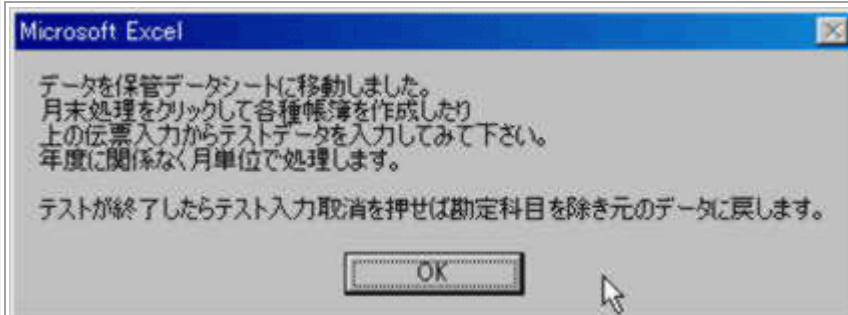 Microsoft Excel
データを保管データシートに移動しました。
月末処理をクリックして各種帳簿を作成したり
上の伝票入力からテストデータを入力してみて下さい。
年度に関係なく月単位で処理します。
テストが終了したらテスト入力取消を押せば勘定科目を除き元のデータに戻します。
OK